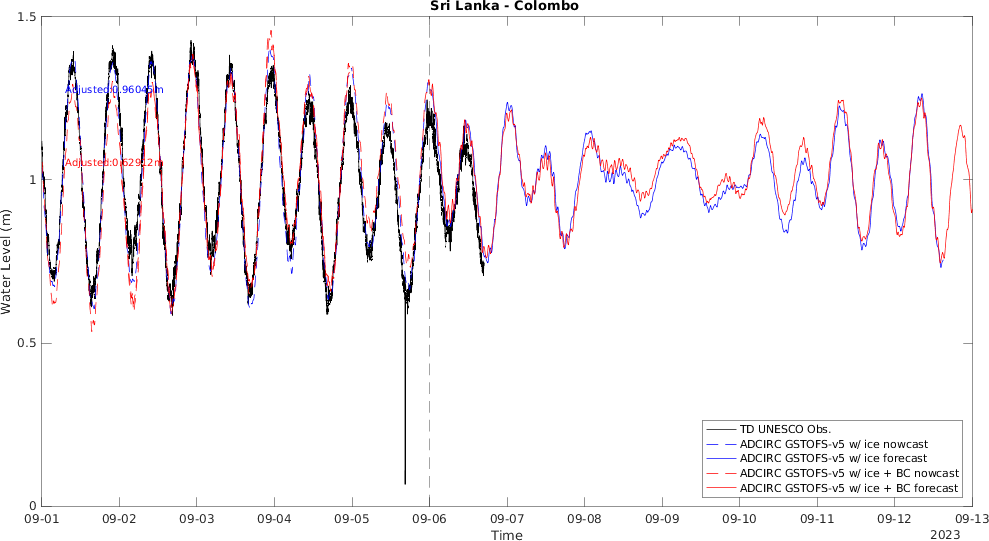 Sri Lanka - Colombo
Water Level (m)
1.5
1
0.5
0
Adjusted:0.96045m
Adjusted:0.62912m
TD UNESCO Obs.
ADCIRC GSTOFS-v5 w/ ice nowcast
ADCIRC GSTOFS-v5 w/ ice forecast
ADCIRC GSTOFS-v5 w/ ice + BC nowcast
ADCIRC GSTOFS-v5 w/ ice + BC forecast
09-01 09-02 09-03 09-04 09-05 09-06 09-07 09-08 09-09 09-10 09-11 09-12 09-13
Time
2023